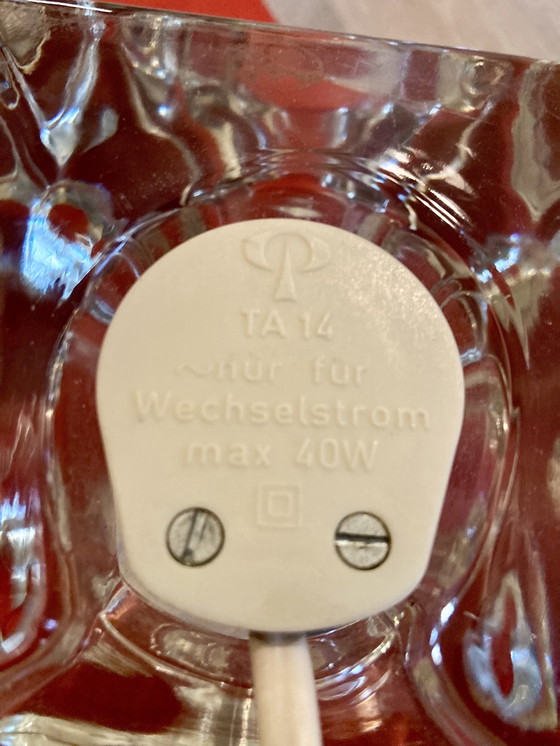 TA 14
~nur für
Wechselstrom
max 40W